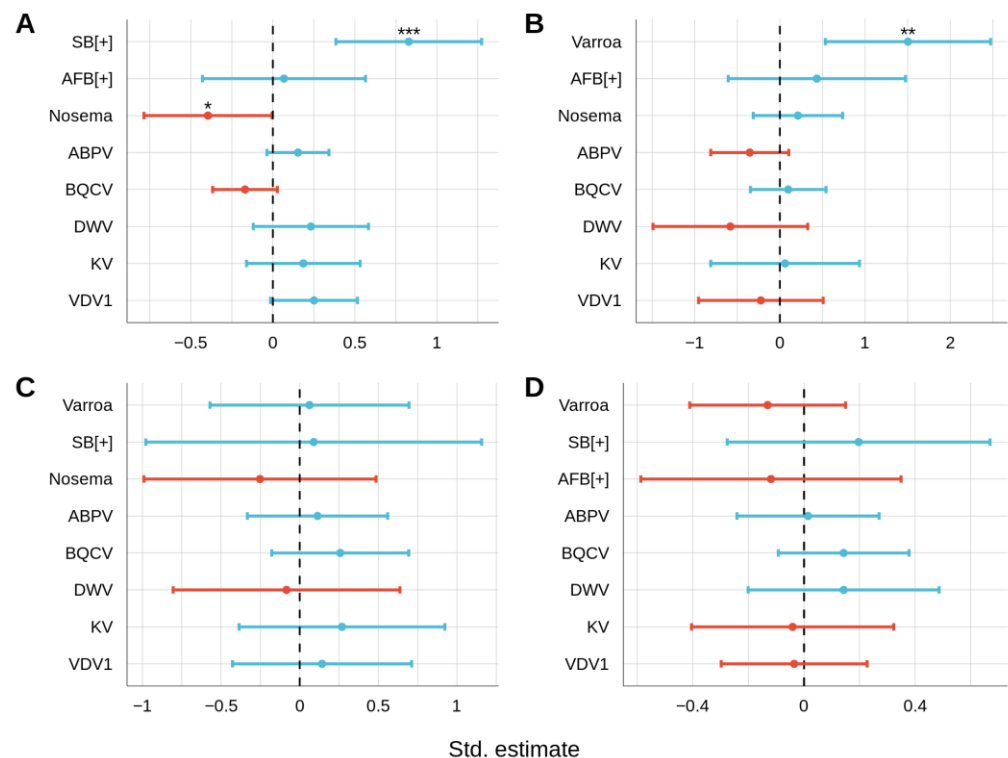 A
SB[+]
AFB[+]
Nosema
ABPV
BQCV
DWV
KV
VDV1
***
*
−0.5 0 0.5 1
B
Varroa
AFB[+]
Nosema
ABPV
BQCV
DWV
KV
VDV1
**
−1 0 1 2
C
Varroa
SB[+]
Nosema
ABPV
BQCV
DWV
KV
VDV1
−1 −0.5 0 0.5 1
D
Varroa
SB[+]
AFB[+]
ABPV
BQCV
DWV
KV
VDV1
−0.4 0 0.4
Std. estimate